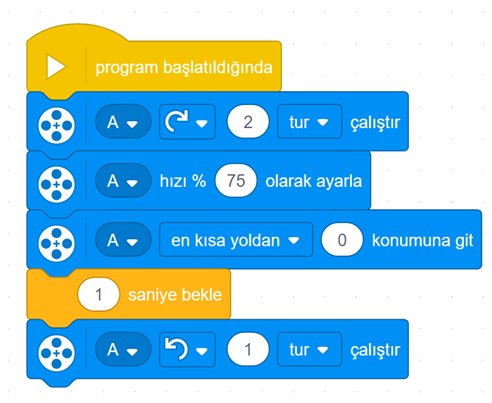 program başlatıldığında
A 2 tur çalıştır
A hızı % 75 olarak ayarla
A en kısa yoldan 0 konumuna git
1 saniye bekle
A 1 tur çalıştır